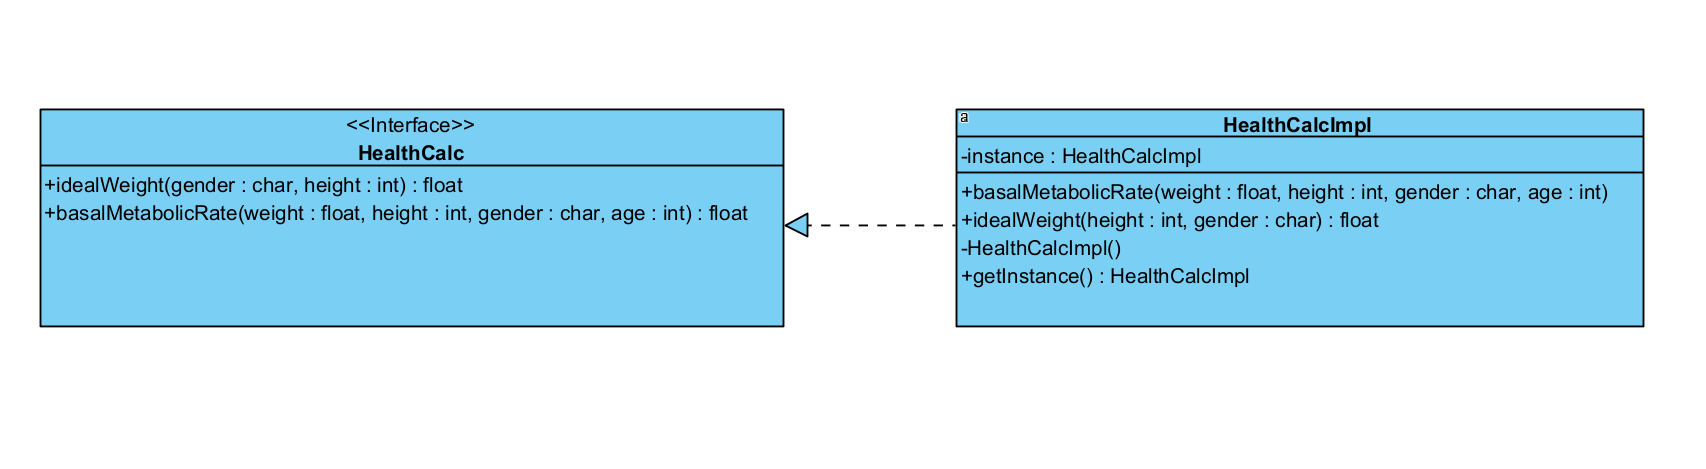 <<Interface>>
HealthCalc
+idealWeight(gender : char, height : int) : float
+basalMetabolicRate(weight : float, height : int, gender : char, age : int) : float
a
HealthCalcImpl
-instance : HealthCalcImpl
+basalMetabolicRate(weight : float, height : int, gender : char, age : int)
+idealWeight(height : int, gender : char) : float
-HealthCalcImpl()
+getInstance() : HealthCalcImpl